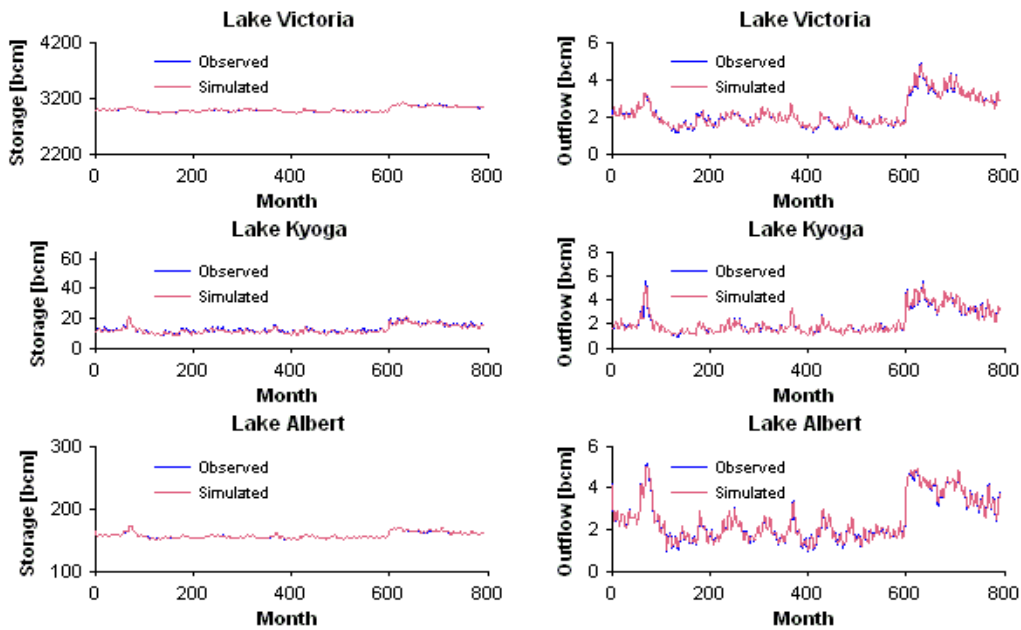 Lake Victoria
Storage [bcm]
4200
3200
2200
Observed
Simulated
0
200
400
600
800
Month
Lake Victoria
Outflow [bcm]
6
4
2
0
Observed
Simulated
0
200
400
600
800
Month
Lake Kyoga
Storage [bcm]
60
40
20
0
Observed
Simulated
0
200
400
600
800
Month
Lake Kyoga
Outflow [bcm]
8
6
4
2
0
Observed
Simulated
0
200
400
600
800
Month
Lake Albert
Storage [bcm]
300
200
100
Observed
Simulated
0
200
400
600
800
Month
Lake Albert
Outflow [bcm]
6
4
2
0
Observed
Simulated
0
200
400
600
800
Month